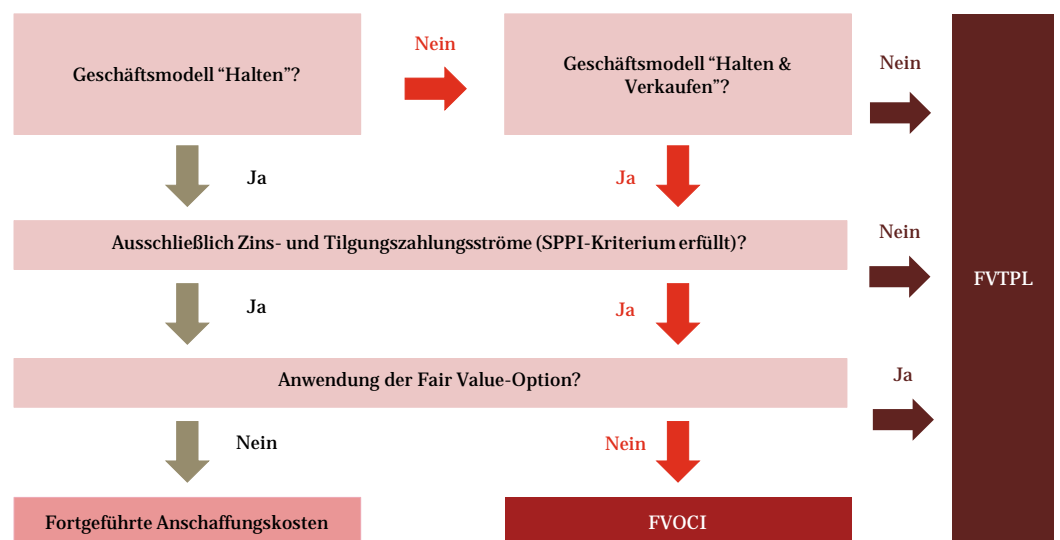 Nein
Geschäftsmodell “Halten”?
Geschäftsmodell “Halten &
Verkaufen”?
Nein
Ja
Ja
Ausschließlich Zins- und Tilgungszahlungsströme (SPPI-Kriterium erfüllt)?
Nein
FVTPL
Ja
Ja
Anwendung der Fair Value-Option?
Ja
Nein
Nein
Fortgeführte Anschaffungskosten
FVOCI